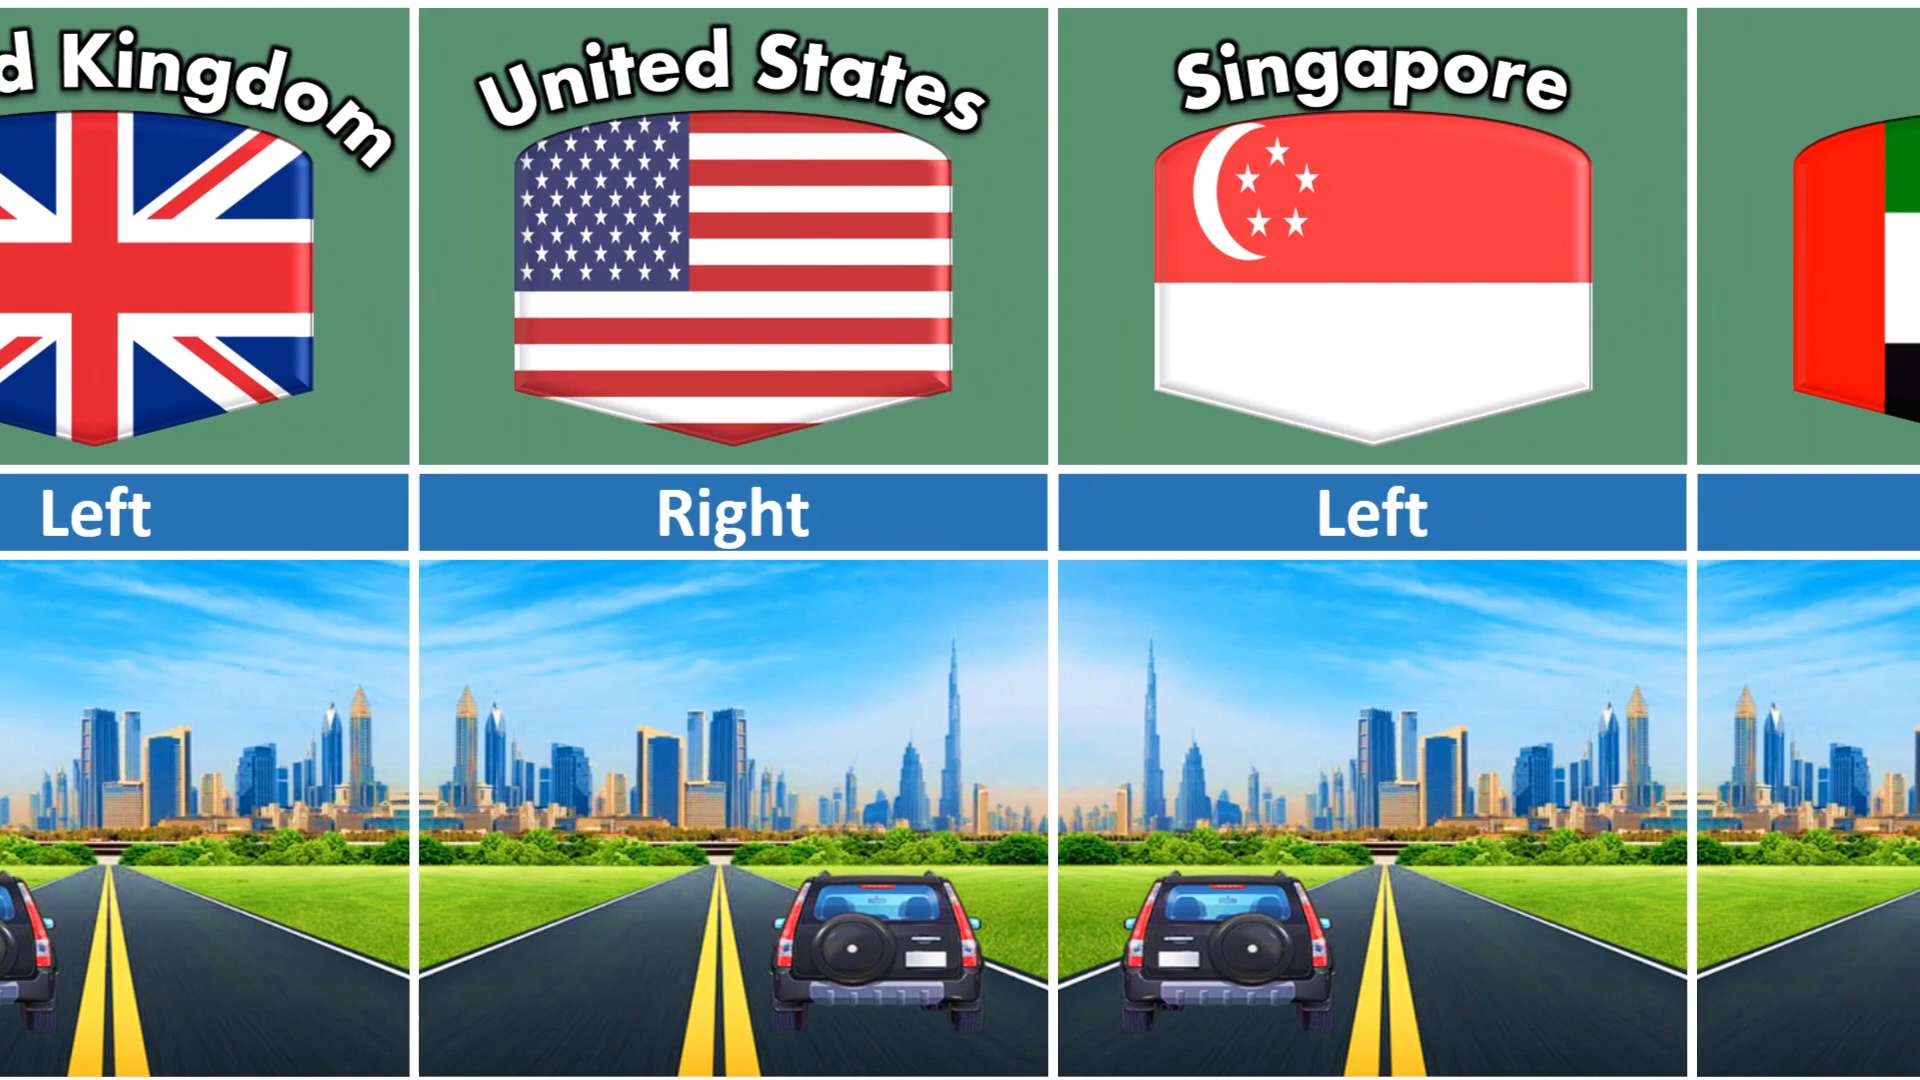 d Kingdom
United States
Singapore
Left
Right
Left